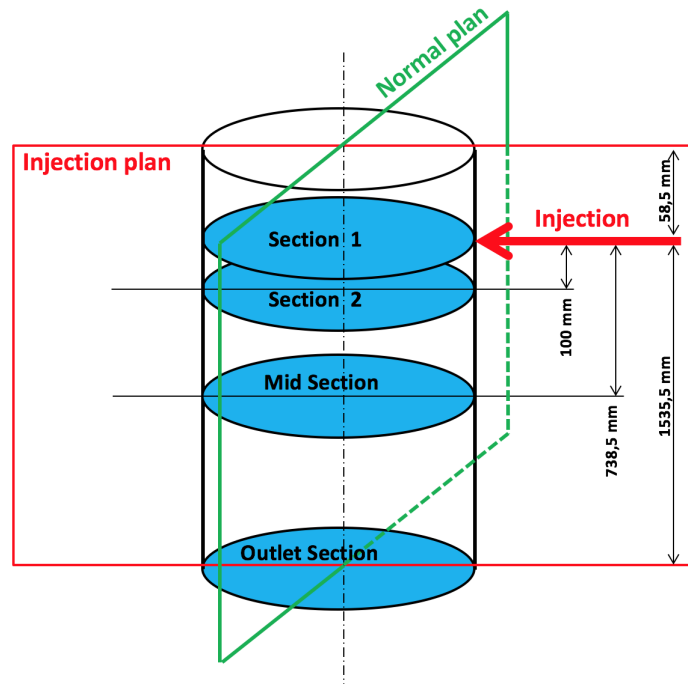 Normal plan
Injection plan
58,5 mm
Injection
Section 1
Section 2
100 mm
Mid Section
738,5 mm
1535,5 mm
Outlet Section